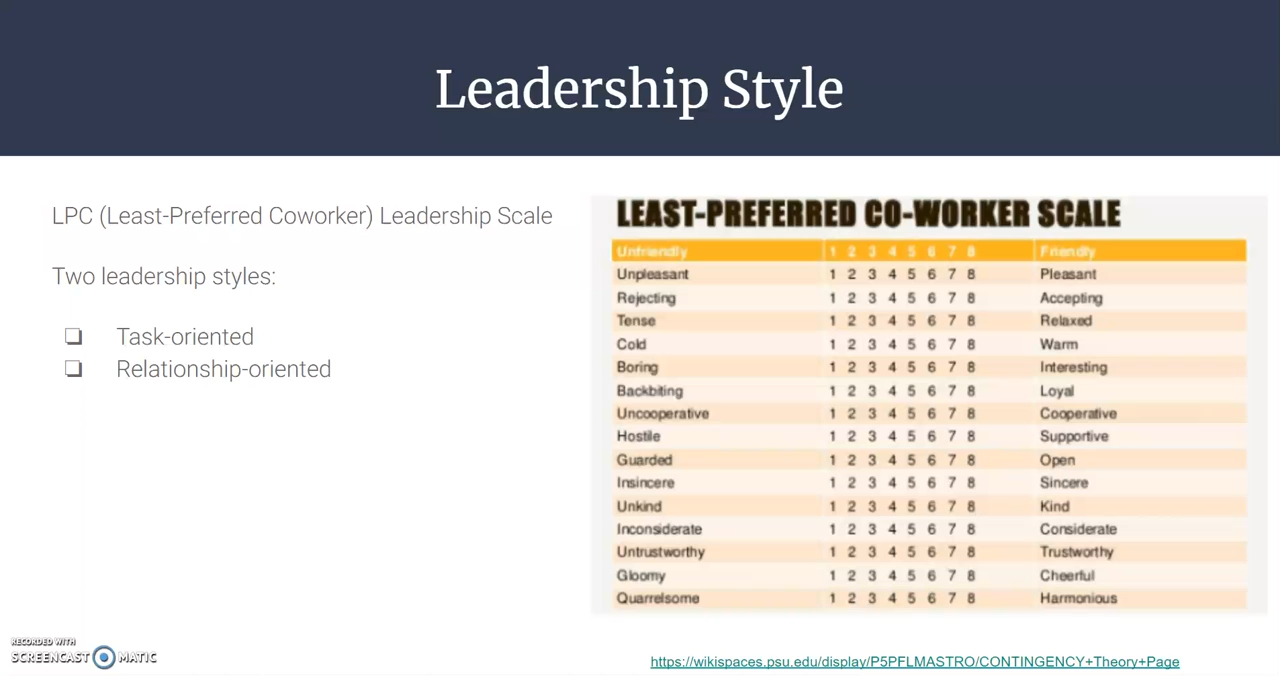 Leadership Style
LPC (Least-Preferred Coworker) Leadership Scale
Two leadership styles:
❏ Task-oriented
❏ Relationship-oriented
LEAST-PREFERRED CO-WORKER SCALE
Unfriendly 1 2 3 4 5 6 7 8 Friendly
Unpleasant 1 2 3 4 5 6 7 8 Pleasant
Rejecting 1 2 3 4 5 6 7 8 Accepting
Tense 1 2 3 4 5 6 7 8 Relaxed
Cold 1 2 3 4 5 6 7 8 Warm
Boring 1 2 3 4 5 6 7 8 Interesting
Backbiting 1 2 3 4 5 6 7 8 Loyal
Uncooperative 1 2 3 4 5 6 7 8 Cooperative
Hostile 1 2 3 4 5 6 7 8 Supportive
Guarded 1 2 3 4 5 6 7 8 Open
Insincere 1 2 3 4 5 6 7 8 Sincere
Unkind 1 2 3 4 5 6 7 8 Kind
Inconsiderate 1 2 3 4 5 6 7 8 Considerate
Untrustworthy 1 2 3 4 5 6 7 8 Trustworthy
Gloomy 1 2 3 4 5 6 7 8 Cheerful
Quarrelsome 1 2 3 4 5 6 7 8 Harmonious
RECORDED WITH
SCREENCAST MATIC
https://wikispaces.psu.edu/display/P5PFLMASTRO/CONTINGENCY+Theory+Page